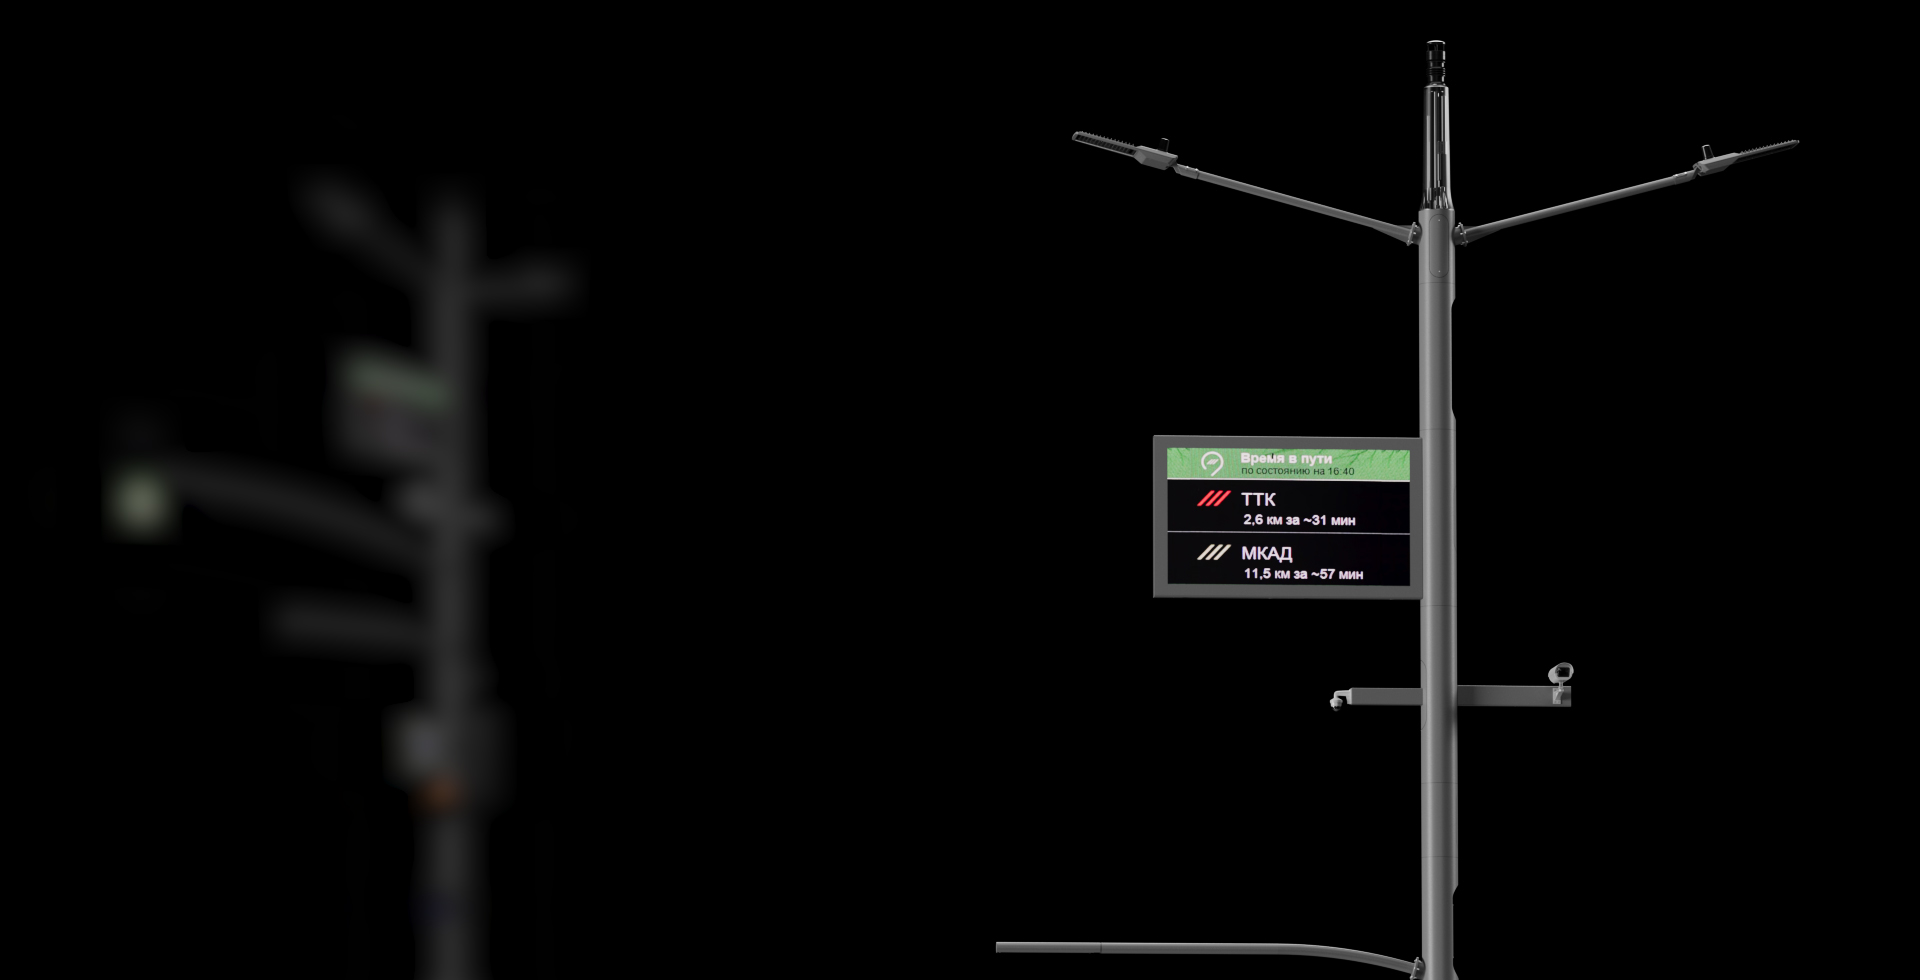 Время в пути
по состоянию на 16:40
ТТК
2,6 км за ~31 мин
МКАД
11,5 км за ~57 мин